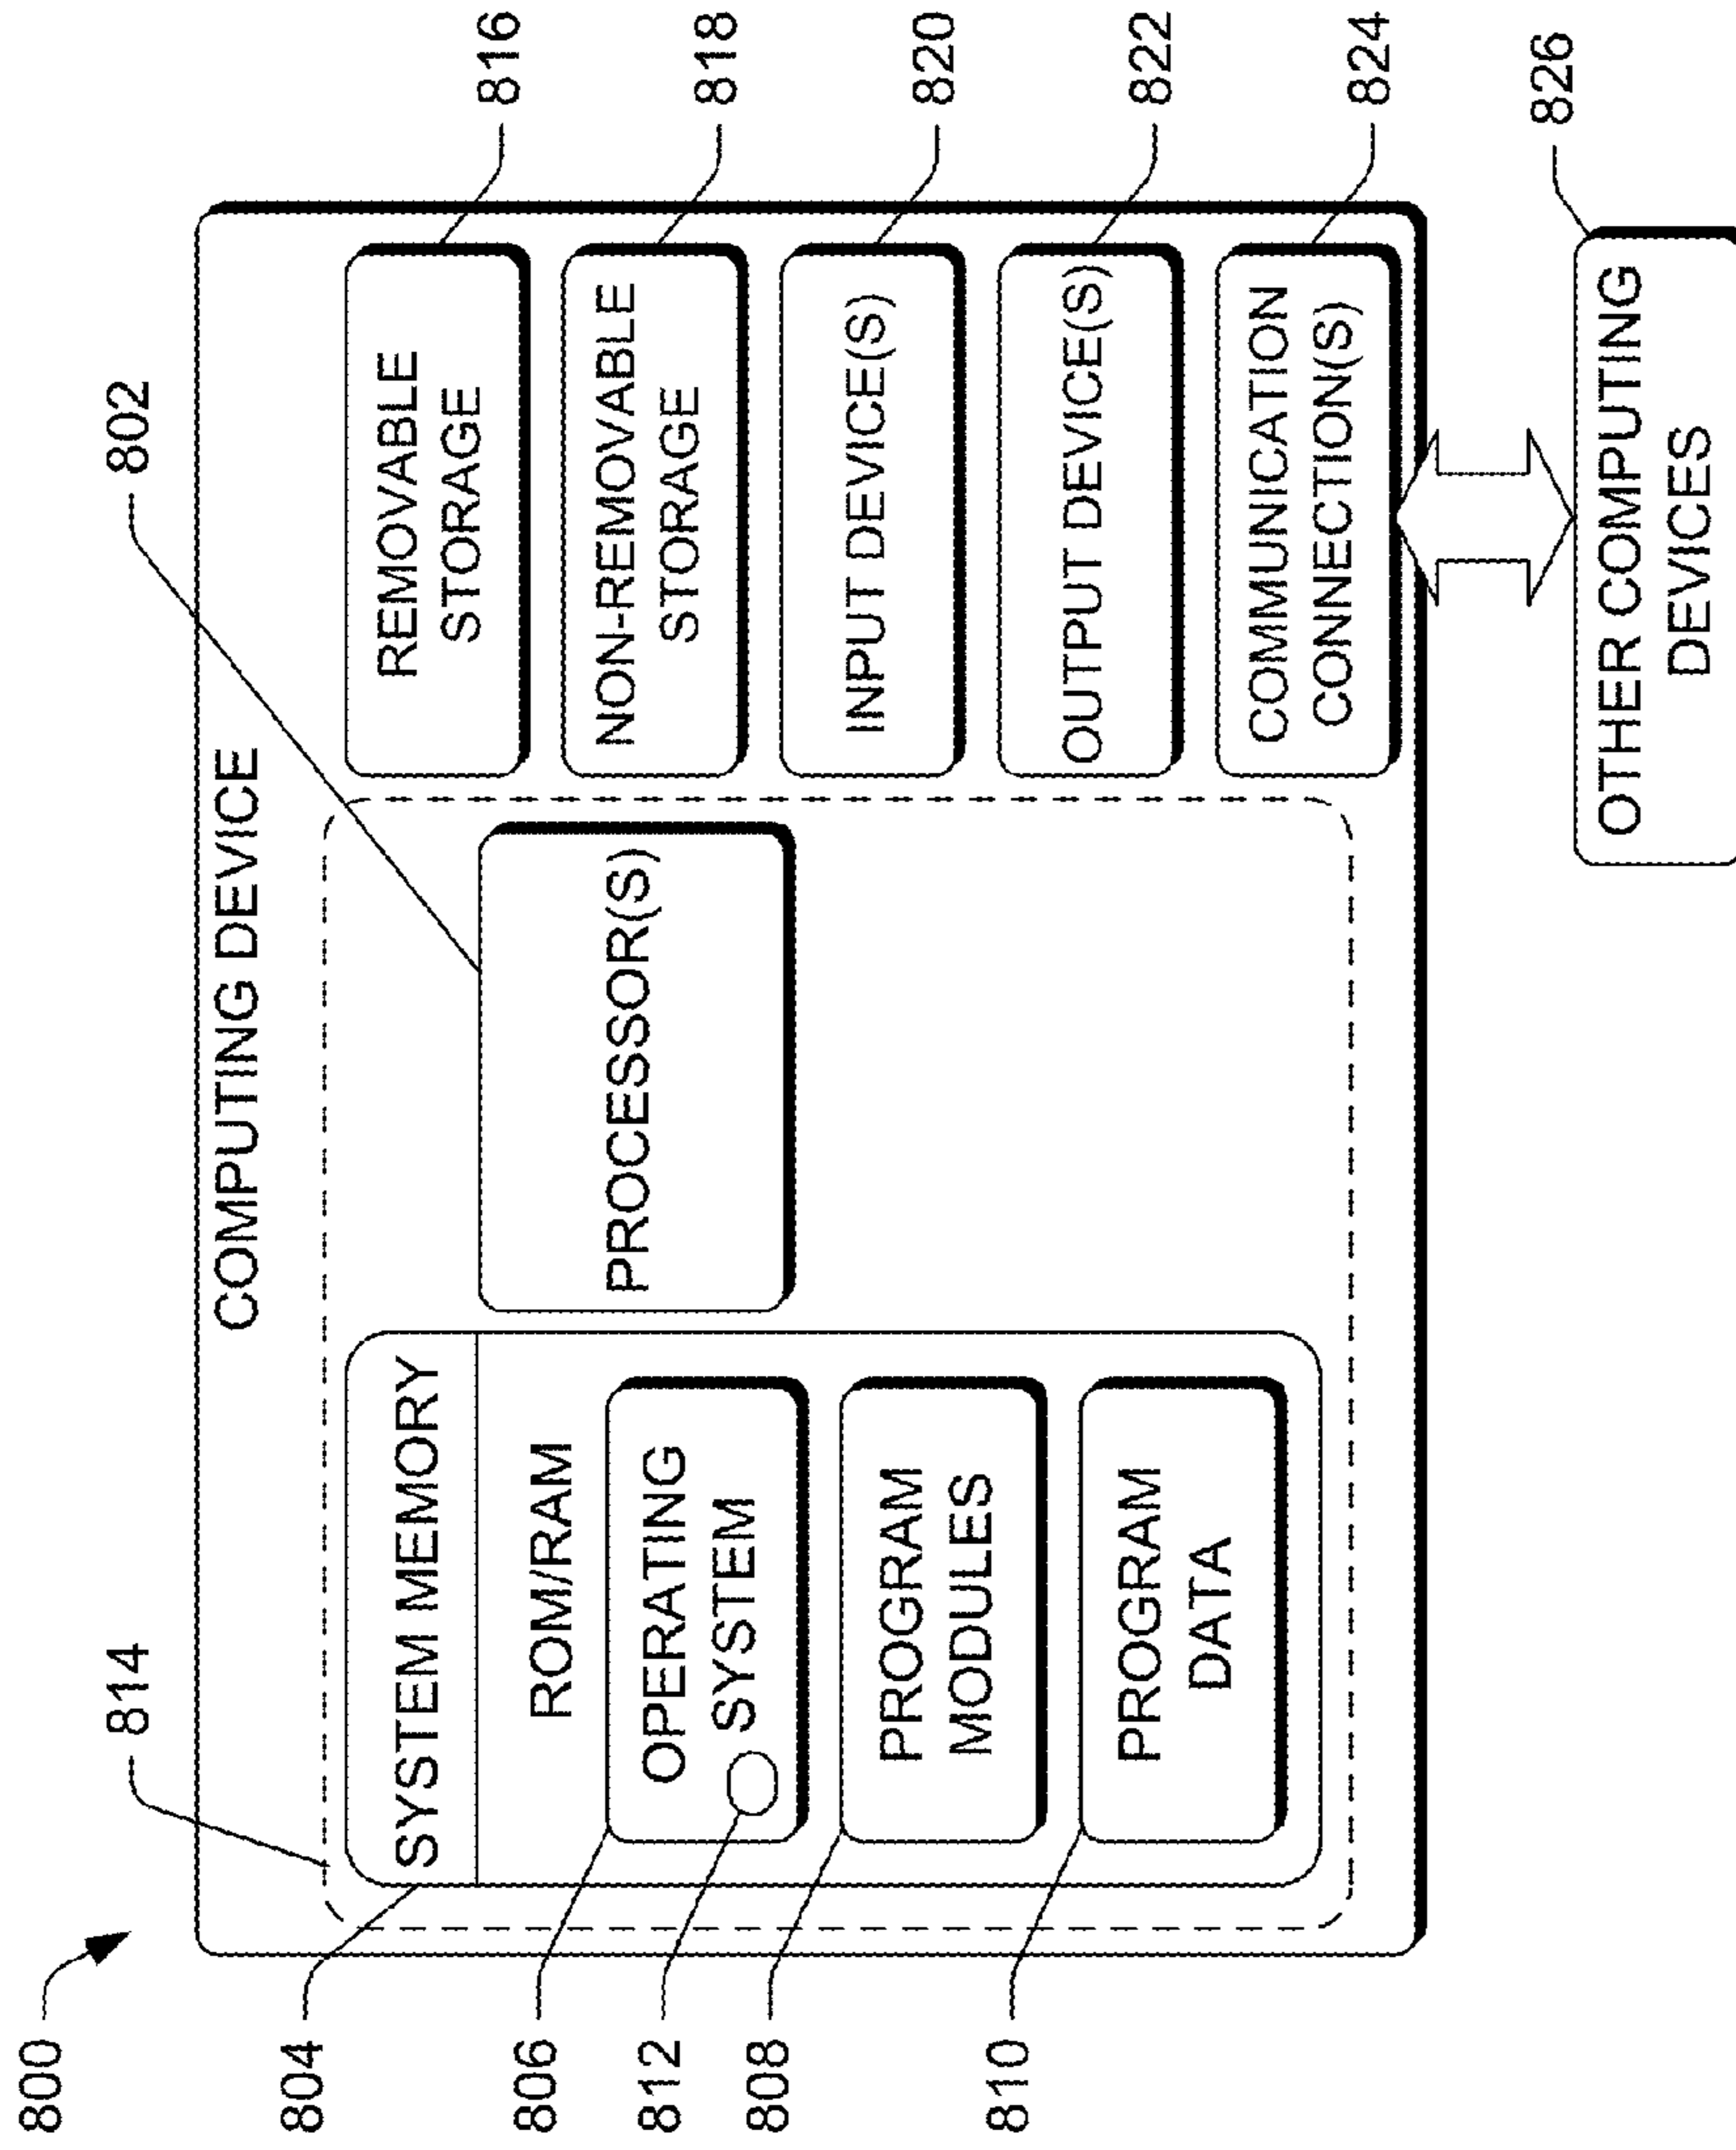 800
814
802
COMPUTING DEVICE
804
SYSTEM MEMORY
ROM/RAM
806
OPERATING
SYSTEM
812
808
PROGRAM
MODULES
810
PROGRAM
DATA
PROCESSOR(S)
REMOVABLE
STORAGE
816
NON-REMOVABLE
STORAGE
818
INPUT DEVICE(S)
820
OUTPUT DEVICE(S)
822
COMMUNICATION
CONNECTION(S)
824
826
OTHER COMPUTING
DEVICES